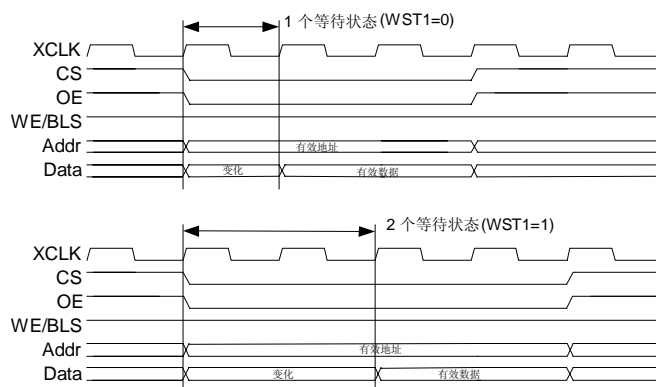 1 个等待状态(WST1=0)
XCLK
CS
OE
WE/BLS
Addr
有效地址
Data
变化
有效数据
2 个等待状态(WST1=1)
XCLK
CS
OE
WE/BLS
Addr
有效地址
Data
变化
有效数据